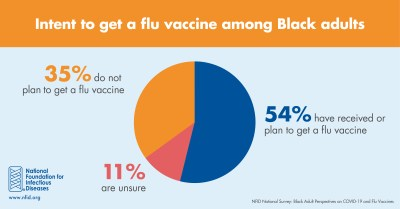 Intent to get a flu vaccine among Black adults
35% do not
plan to get a flu vaccine
54% have received or
plan to get a flu vaccine
11%
are unsure
National
Foundation for
Infectious
Diseases
www.nfid.org
NFID National Survey: Black Adult Perspectives on COVID-19 and Flu Vaccines